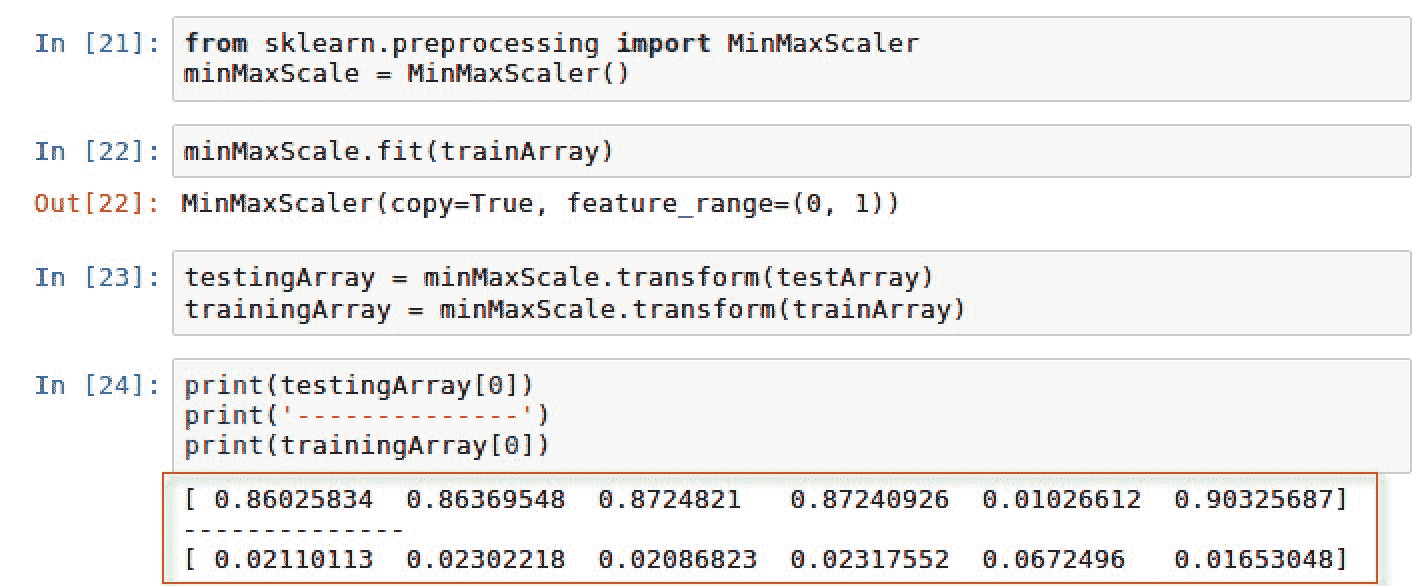 In [21]: from sklearn.preprocessing import MinMaxScaler
minMaxScale = MinMaxScaler()
In [22]: minMaxScale.fit(trainArray)
Out[22]: MinMaxScaler(copy=True, feature_range=(0, 1))
In [23]: testingArray = minMaxScale.transform(testArray)
trainingArray = minMaxScale.transform(trainArray)
In [24]: print(testingArray[0])
print('--------------')
print(trainingArray[0])
[ 0.86025834 0.86369548 0.8724821 0.87240926 0.01026612 0.90325687]
--------------
[ 0.02110113 0.02302218 0.02086823 0.02317552 0.0672496 0.01653048]